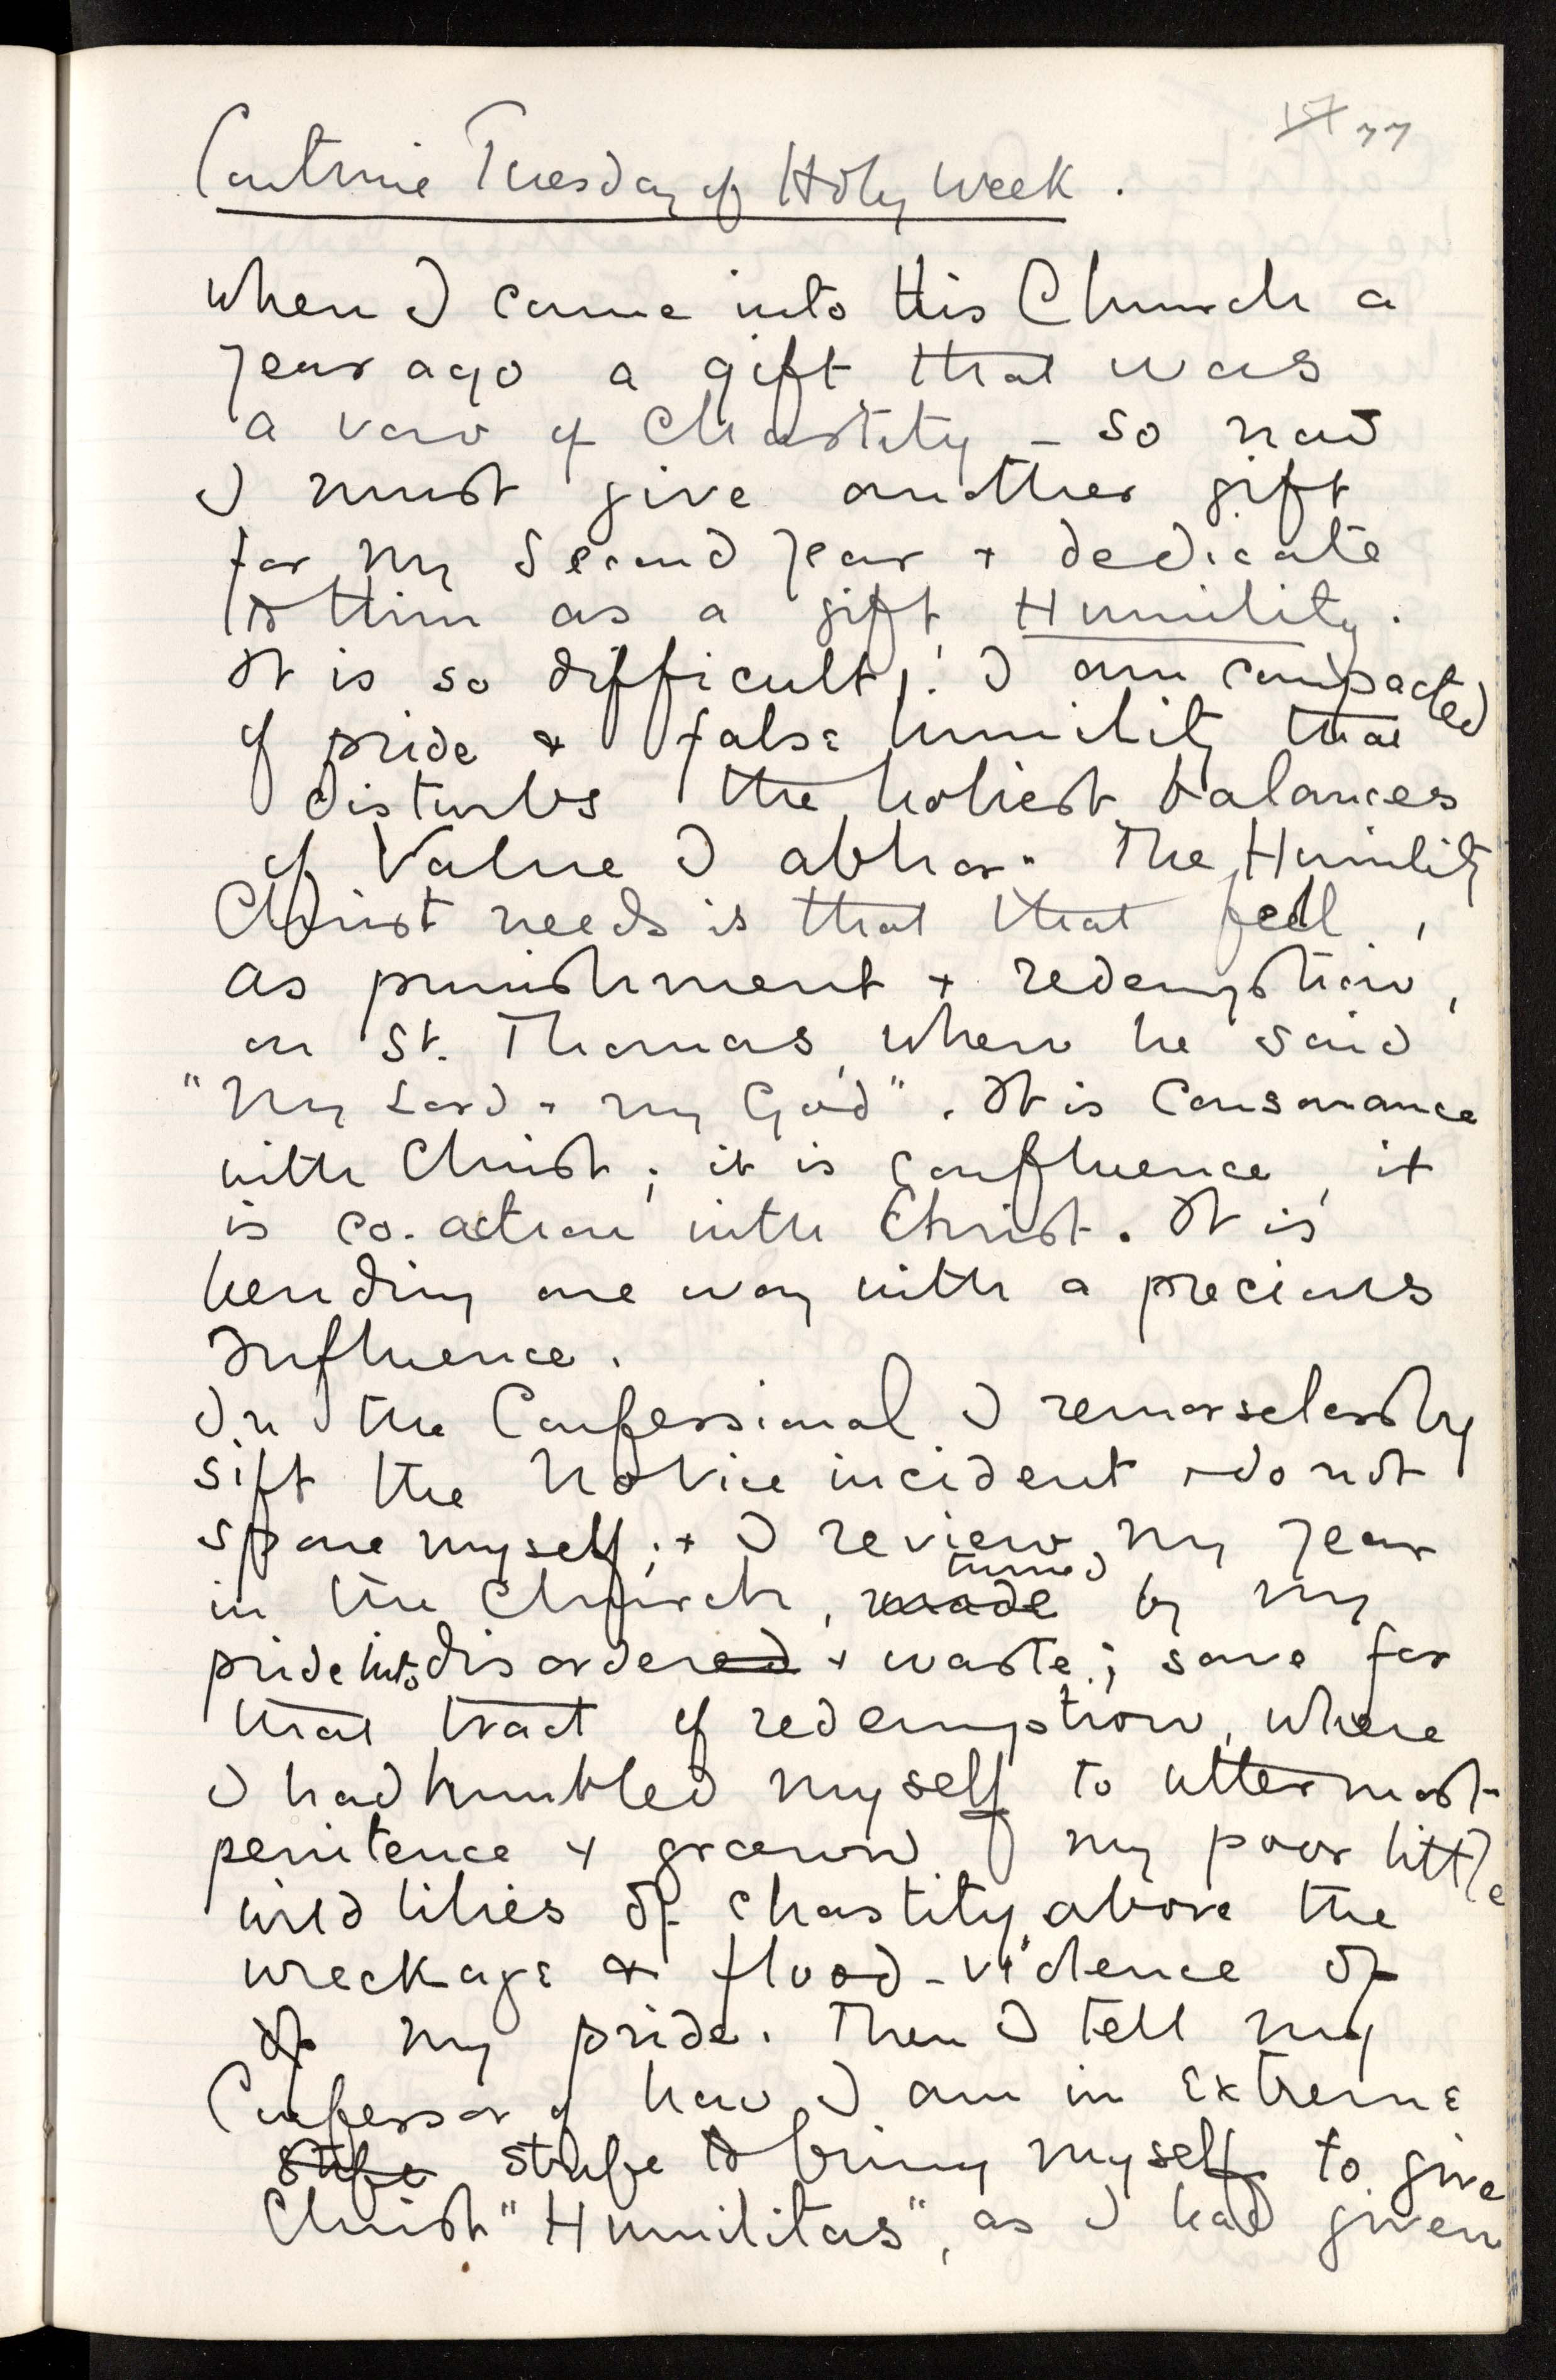 77
Continue Tuesday of Holy Week.
When I came into this Church a
year ago a gift that was
a vow of Chastity – so now
I must give another gift
for my second year + dedicate
to Him as a gift Humility.
It is so difficult! I am compacted
of pride & false humility that
disturbs the holiest balances
of Value I abhor. The Humility
Christ needs is that that fell,
as punishment + redemption,
on St. Thomas when he said
"My Lord & my God". It is Consonance
with Christ; it is confluence, it
is co-action with Christ. It is
bending one way with a precious
Influence.
In the Confessional I remorselessly
sift the Novice incident + do not
spare myself; + I review my year
turned
in the Church, made by my
pride into disordered + waste; save for
that tract of redemption, where
I had humbled myself to uttermost
penitence & grown my poor little
wild lilies of chastity above the
wreckage & flood-violence of
of my pride. Then I tell my
Confessor of how I am in extreme
strife strife to bring myself to give
Christ "Humilitas", as I had given